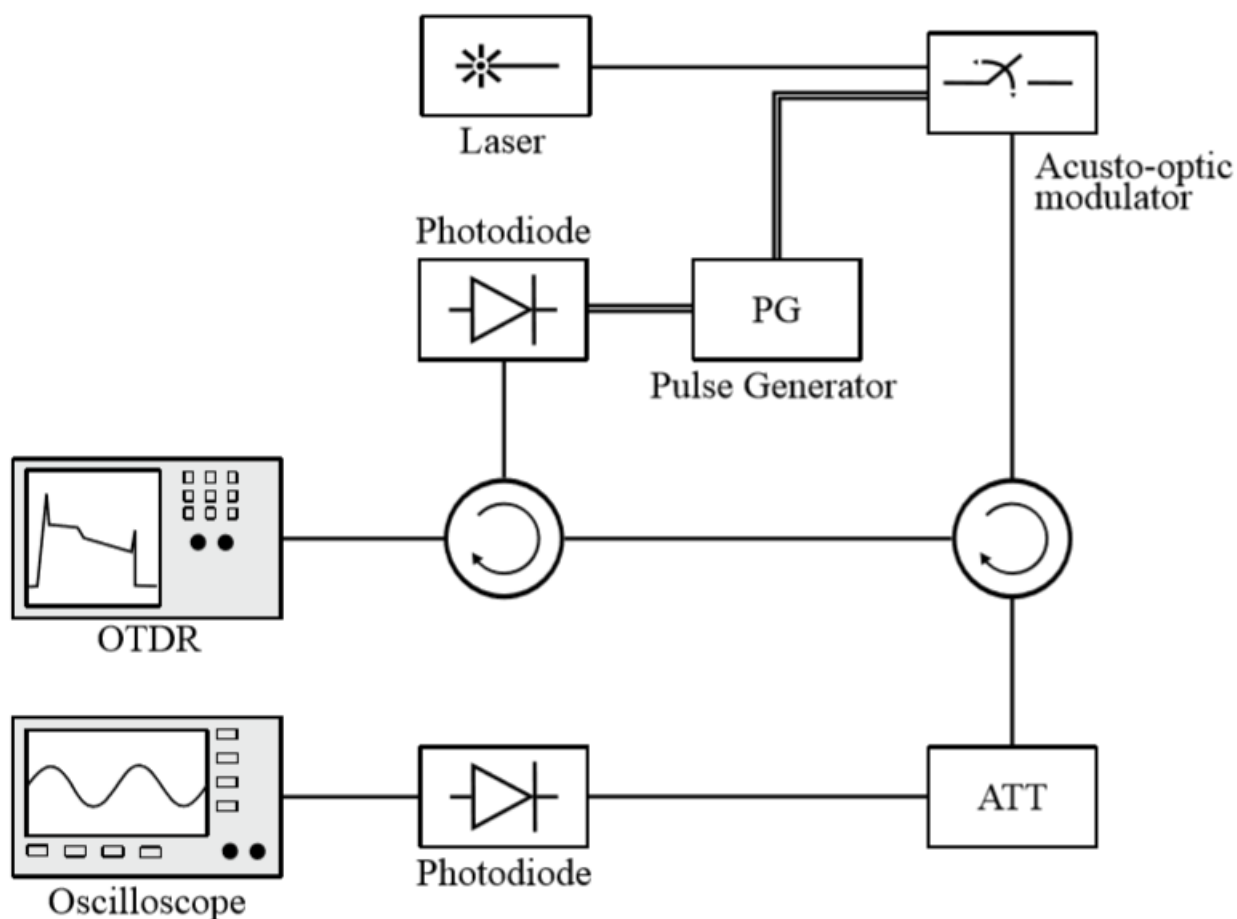 Laser
Acusto-optic
modulator
Photodiode
PG
Pulse Generator
OTDR
ATT
Photodiode
Oscilloscope